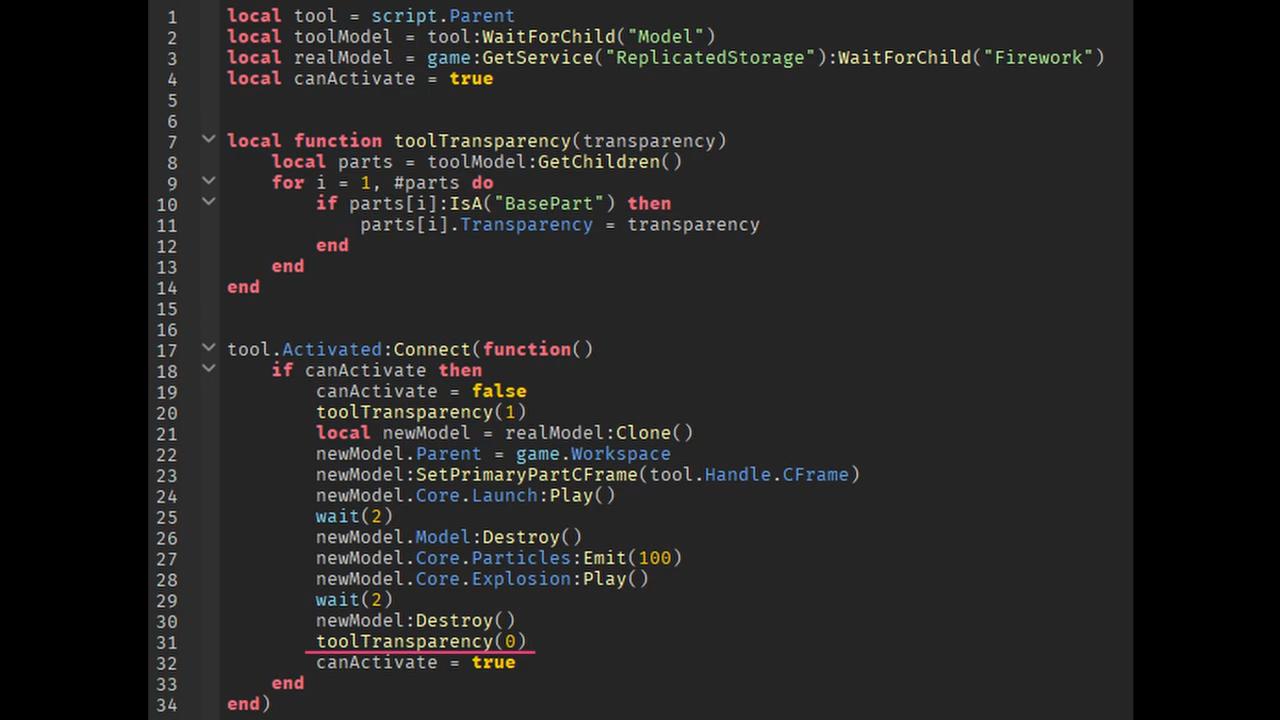 1 local tool = script.Parent
2 local toolModel = tool:WaitForChild("Model")
3 local realModel = game:GetService("ReplicatedStorage"):WaitForChild("Firework")
4 local canActivate = true
5
6
7 local function toolTransparency(transparency)
8 local parts = toolModel:GetChildren()
9 for i = 1, #parts do
10 if parts[i]:IsA("BasePart") then
11 parts[i].Transparency = transparency
12 end
13 end
14 end
15
16
17 tool.Activated:Connect(function()
18 if canActivate then
19 canActivate = false
20 toolTransparency(1)
21 local newModel = realModel:Clone()
22 newModel.Parent = game.Workspace
23 newModel:SetPrimaryPartCFrame(tool.Handle.CFrame)
24 newModel.Core.Launch:Play()
25 wait(2)
26 newModel.Model:Destroy()
27 newModel.Core.Particles:Emit(100)
28 newModel.Core.Explosion:Play()
29 wait(2)
30 newModel:Destroy()
31 toolTransparency(0)
32 canActivate = true
33 end
34 end)